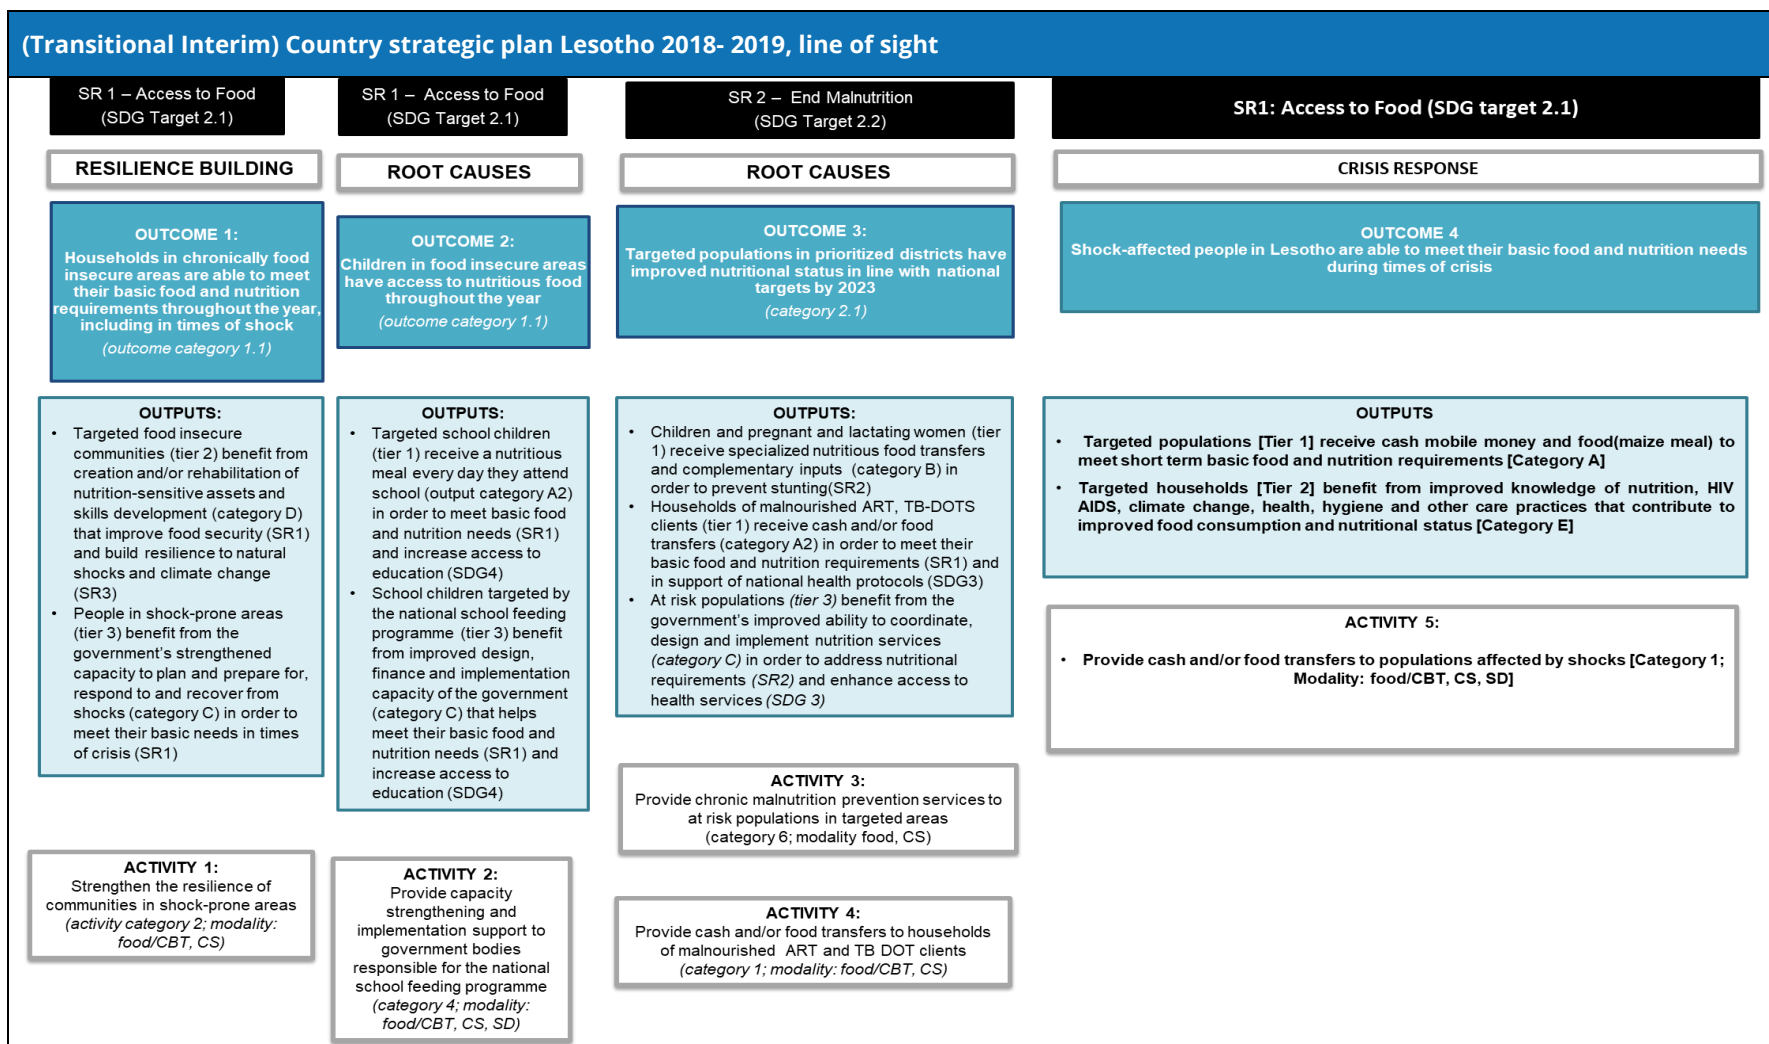 (Transitional Interim) Country strategic plan Lesotho 2018- 2019, line of sight
SR 1 – Access to Food
(SDG Target 2.1)
RESILIENCE BUILDING
OUTCOME 1:
Households in chronically food
insecure areas are able to meet
their basic food and nutrition
requirements throughout the year,
including in times of shock
(outcome category 1.1)
OUTPUTS:
• Targeted food insecure
communities (tier 2) benefit from
creation and/or rehabilitation of
nutrition-sensitive assets and
skills development (category D)
that improve food security (SR1)
and build resilience to natural
shocks and climate change
(SR3)
• People in shock-prone areas
(tier 3) benefit from the
government's strengthened
capacity to plan and prepare for,
respond to and recover from
shocks (category C) in order to
meet their basic needs in times
of crisis (SR1)
ACTIVITY 1:
Strengthen the resilience of
communities in shock-prone areas
(activity category 2; modality:
food/CBT, CS)
SR 1 – Access to Food
(SDG Target 2.1)
ROOT CAUSES
OUTCOME 2:
Children in food insecure areas
have access to nutritious food
throughout the year
(outcome category 1.1)
OUTPUTS:
• Targeted school children
(tier 1) receive a nutritious
meal every day they attend
school (output category A2)
in order to meet basic food
and nutrition needs (SR1)
and increase access to
education (SDG4)
• School children targeted by
the national school feeding
programme (tier 3) benefit
from improved design,
finance and implementation
capacity of the government
(category C) that helps
meet their basic food and
nutrition needs (SR1) and
increase access to
education (SDG4)
ACTIVITY 2:
Provide capacity
strengthening and
implementation support to
government bodies
responsible for the national
school feeding programme
(category 4; modality:
food/CBT, CS, SD)
SR 2 – End Malnutrition
(SDG Target 2.2)
ROOT CAUSES
OUTCOME 3:
Targeted populations in prioritized districts have
improved nutritional status in line with national
targets by 2023
(category 2.1)
OUTPUTS:
• Children and pregnant and lactating women (tier
1) receive specialized nutritious food transfers
and complementary inputs (category B) in
order to prevent stunting(SR2)
• Households of malnourished ART, TB-DOTS
clients (tier 1) receive cash and/or food
transfers (category A2) in order to meet their
basic food and nutrition requirements (SR1) and
in support of national health protocols (SDG3)
• At risk populations (tier 3) benefit from the
government's improved ability to coordinate,
design and implement nutrition services
(category C) in order to address nutritional
requirements (SR2) and enhance access to
health services (SDG 3)
ACTIVITY 3:
Provide chronic malnutrition prevention services to
at risk populations in targeted areas
(category 6; modality food, CS)
ACTIVITY 4:
Provide cash and/or food transfers to households
of malnourished ART and TB DOT clients
(category 1; modality: food/CBT, CS)
SR1: Access to Food (SDG target 2.1)
CRISIS RESPONSE
OUTCOME 4
Shock-affected people in Lesotho are able to meet their basic food and nutrition needs
during times of crisis
OUTPUTS
• Targeted populations [Tier 1] receive cash mobile money and food(maize meal) to
meet short term basic food and nutrition requirements [Category A]
• Targeted households [Tier 2] benefit from improved knowledge of nutrition, HIV
AIDS, climate change, health, hygiene and other care practices that contribute to
improved food consumption and nutritional status [Category E]
ACTIVITY 5:
• Provide cash and/or food transfers to populations affected by shocks [Category 1;
Modality: food/CBT, CS, SD]